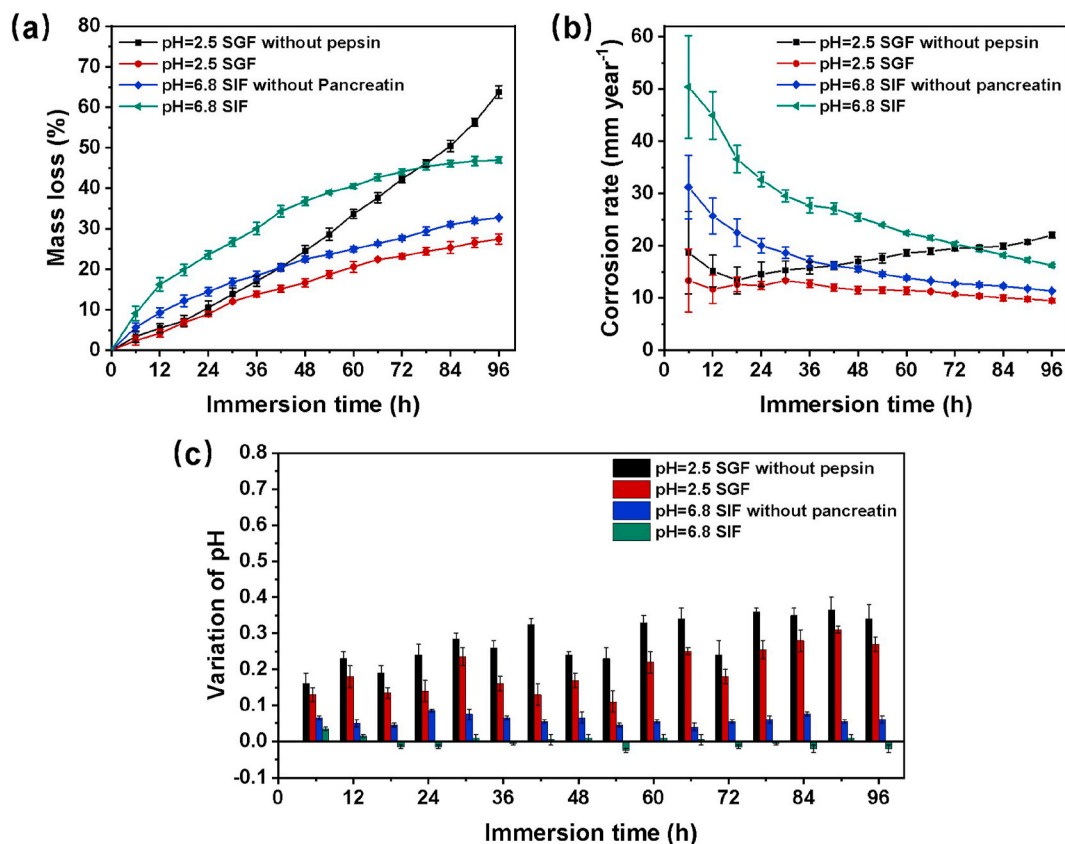 (a)
80
70
60
50
40
30
20
10
0
Mass loss (%)
pH=2.5 SGF without pepsin
pH=2.5 SGF
pH=6.8 SIF without Pancreatin
pH=6.8 SIF
0 12 24 36 48 60 72 84 96
Immersion time (h)
(b)
60
50
40
30
20
10
0
Corrosion rate (mm year-1)
pH=2.5 SGF without pepsin
pH=2.5 SGF
pH=6.8 SIF without pancreatin
pH=6.8 SIF
0 12 24 36 48 60 72 84 96
Immersion time (h)
(c)
0.8
0.7
0.6
0.5
0.4
0.3
0.2
0.1
0.0
-0.1
Variation of pH
pH=2.5 SGF without pepsin
pH=2.5 SGF
pH=6.8 SIF without pancreatin
pH=6.8 SIF
0 12 24 36 48 60 72 84 96
Immersion time (h)